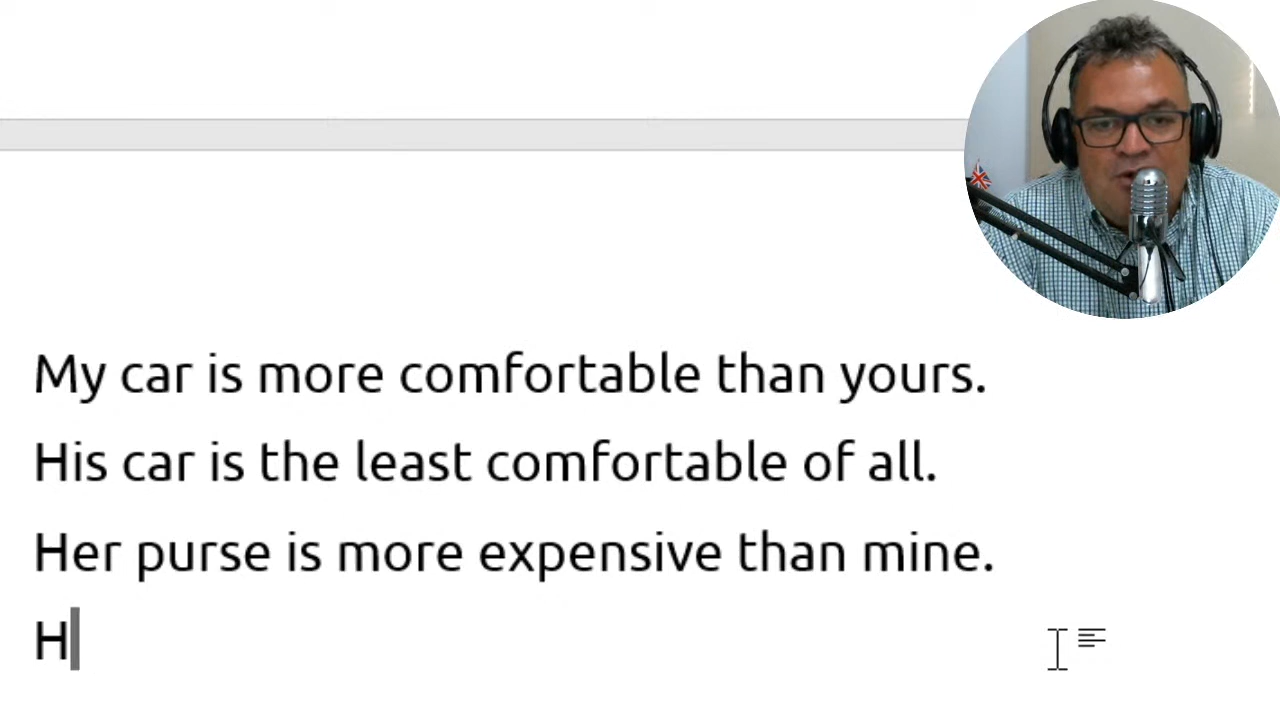 My car is more comfortable than yours.
His car is the least comfortable of all.
Her purse is more expensive than mine.
H